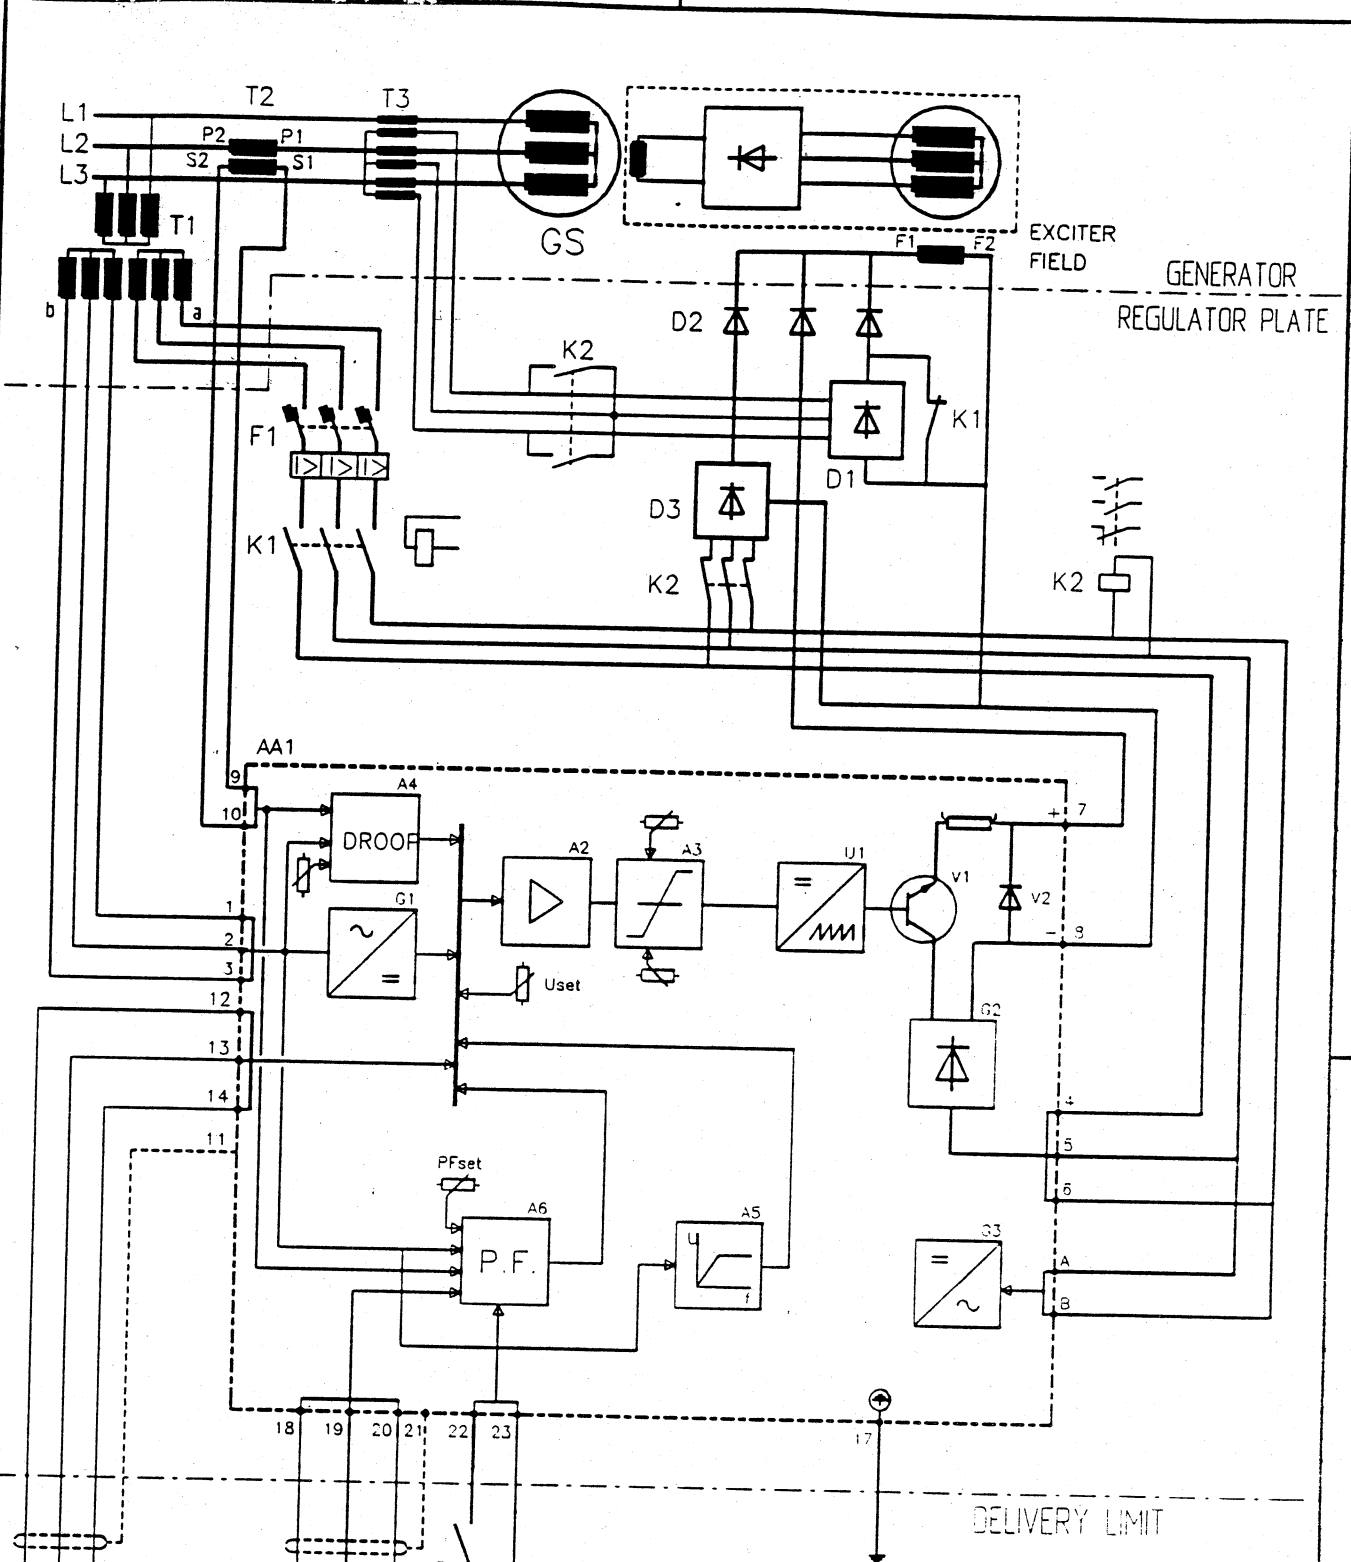 L1
T2
T3
L2
P2
P1
S2
S1
L3
T1
GS
F1
F2
EXCITER
FIELD
GENERATOR
REGULATOR PLATE
b
a
D2
K2
F1
I>
I>
I>
K1
D1
D3
K1
K2
K2
AA1
9
A4
10
DROOP
+
7
A2
A3
U1
V1
V2
1
G1
2
-
8
3
=
Uset
12
G2
13
14
4
11
5
PFset
6
A6
A5
P.F.
U
f
G3
A
B
18
19
20
21
22
23
17
DELIVERY LIMIT